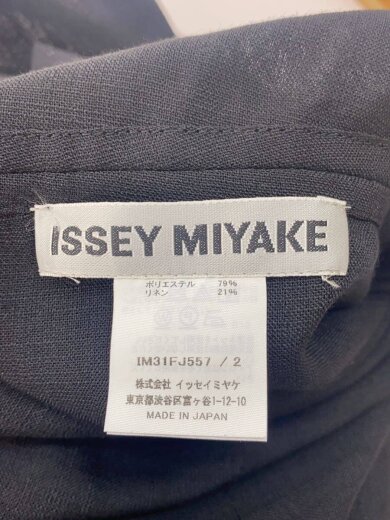 ISSEY MIYAKE
ポリエステル 79%
リネン 21%
IM31FJ557 / 2
株式会社 イッセイミヤケ
東京都渋谷区富ヶ谷1-12-10
MADE IN JAPAN